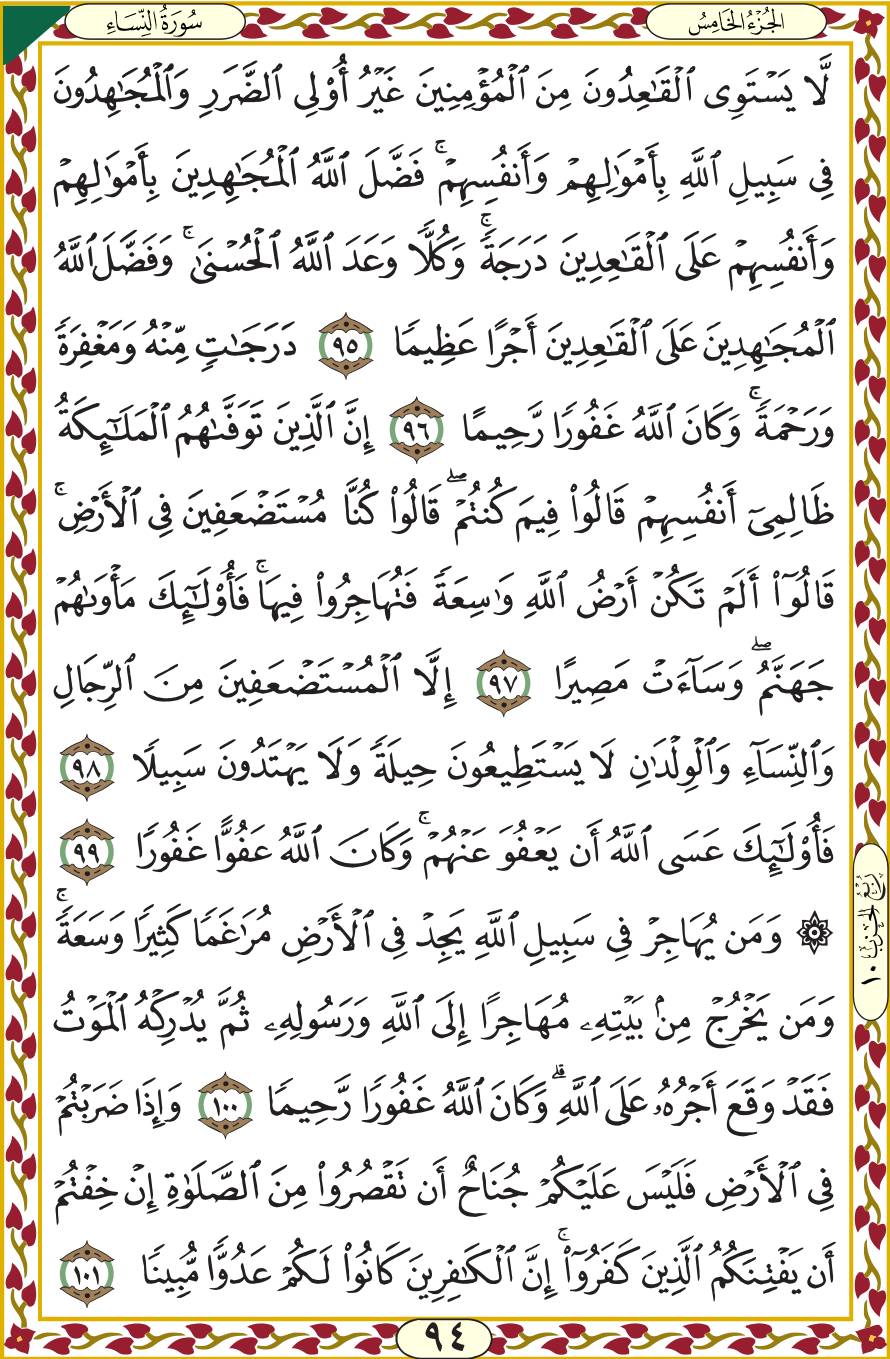 الجُزْءُ الخَامِسُ
سُورَةُ النِّسَاءِ
لَّا يَسْتَوِى ٱلْقَٰعِدُونَ مِنَ ٱلْمُؤْمِنِينَ غَيْرُ أُوْلِى ٱلضَّرَرِ وَٱلْمُجَٰهِدُونَ
فِى سَبِيلِ ٱللَّهِ بِأَمْوَٰلِهِمْ وَأَنفُسِهِمْۚ فَضَّلَ ٱللَّهُ ٱلْمُجَٰهِدِينَ بِأَمْوَٰلِهِمْ
وَأَنفُسِهِمْ عَلَى ٱلْقَٰعِدِينَ دَرَجَةًۚ وَكُلًّا وَعَدَ ٱللَّهُ ٱلْحُسْنَىٰۚ وَفَضَّلَ ٱللَّهُ
ٱلْمُجَٰهِدِينَ عَلَى ٱلْقَٰعِدِينَ أَجْرًا عَظِيمًا ٩٥ دَرَجَٰتٍ مِّنْهُ وَمَغْفِرَةً
وَرَحْمَةًۚ وَكَانَ ٱللَّهُ غَفُورًا رَّحِيمًا ٩٦ إِنَّ ٱلَّذِينَ تَوَفَّىٰهُمُ ٱلْمَلَٰٓئِكَةُ
ظَالِمِىٓ أَنفُسِهِمْ قَالُوا۟ فِيمَ كُنتُمْۖ قَالُوا۟ كُنَّا مُسْتَضْعَفِينَ فِى ٱلْأَرْضِۚ
قَالُوٓا۟ أَلَمْ تَكُنْ أَرْضُ ٱللَّهِ وَٰسِعَةً فَتُهَاجِرُوا۟ فِيهَاۚ فَأُو۟لَٰٓئِكَ مَأْوَىٰهُمْ
جَهَنَّمُۖ وَسَآءَتْ مَصِيرًا ٩٧ إِلَّا ٱلْمُسْتَضْعَفِينَ مِنَ ٱلرِّجَالِ
وَٱلنِّسَآءِ وَٱلْوِلْدَٰنِ لَا يَسْتَطِيعُونَ حِيلَةً وَلَا يَهْتَدُونَ سَبِيلًا ٩٨
فَأُو۟لَٰٓئِكَ عَسَى ٱللَّهُ أَن يَعْفُوَ عَنْهُمْۚ وَكَانَ ٱللَّهُ عَفُوًّا غَفُورًا ٩٩
۞ وَمَن يُهَاجِرْ فِى سَبِيلِ ٱللَّهِ يَجِدْ فِى ٱلْأَرْضِ مُرَٰغَمًا كَثِيرًا وَسَعَةًۚ
وَمَن يَخْرُجْ مِنۢ بَيْتِهِۦ مُهَاجِرًا إِلَى ٱللَّهِ وَرَسُولِهِۦ ثُمَّ يُدْرِكْهُ ٱلْمَوْتُ
فَقَدْ وَقَعَ أَجْرُهُۥ عَلَى ٱللَّهِۗ وَكَانَ ٱللَّهُ غَفُورًا رَّحِيمًا ١٠٠ وَإِذَا ضَرَبْتُمْ
فِى ٱلْأَرْضِ فَلَيْسَ عَلَيْكُمْ جُنَاحٌ أَن تَقْصُرُوا۟ مِنَ ٱلصَّلَوٰةِ إِنْ خِفْتُمْ
أَن يَفْتِنَكُمُ ٱلَّذِينَ كَفَرُوٓا۟ۚ إِنَّ ٱلْكَٰفِرِينَ كَانُوا۟ لَكُمْ عَدُوًّا مُّبِينًا ١٠١
رُبْعُ الحِزْب ١٠
٩٤